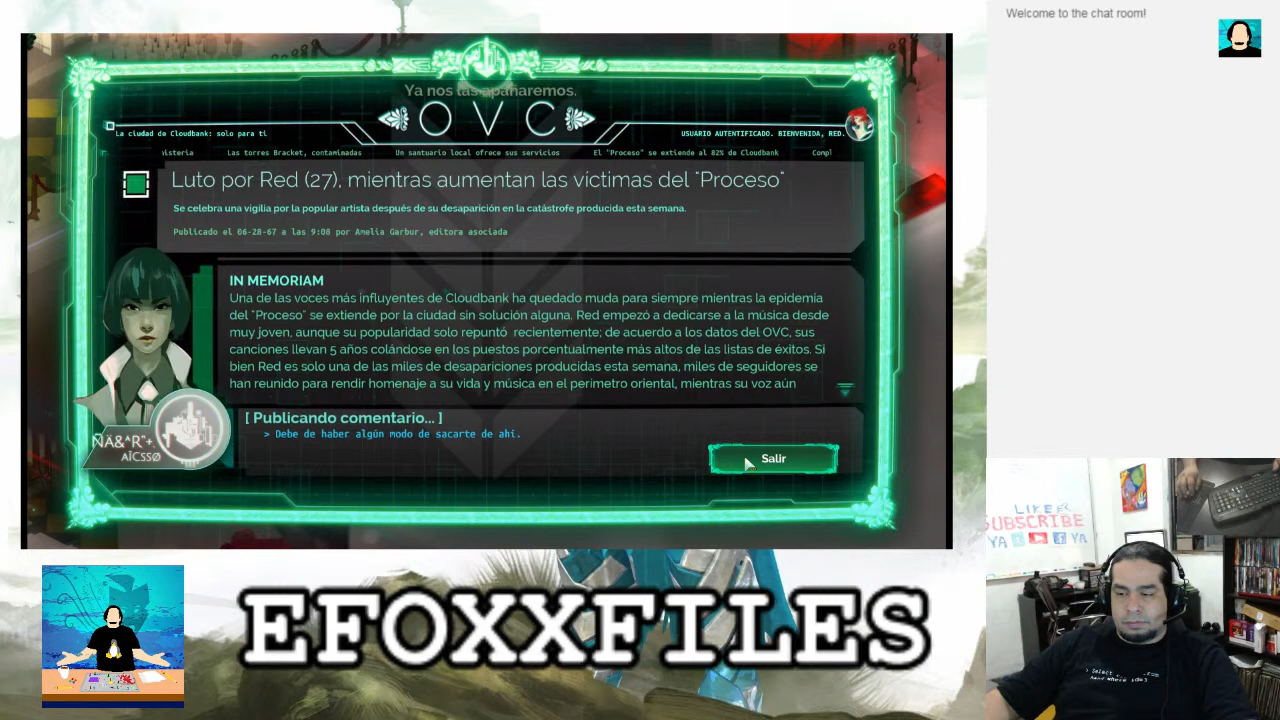 Welcome to the chat room!
Ya nos las apañaremos.
OVC
La ciudad de Cloudbank: solo para ti
USUARIO AUTENTIFICADO. BIENVENIDA, RED.
isteria Las torres Bracket, contaminadas Un santuario local ofrece sus servicios El "Proceso" se extiende al 82% de Cloudbank Compl
Luto por Red (27), mientras aumentan las víctimas del "Proceso"
Se celebra una vigilia por la popular artista después de su desaparición en la catástrofe producida esta semana.
Publicado el 06-28-67 a las 9:08 por Amelia Garbur, editora asociada
IN MEMORIAM
Una de las voces más influyentes de Cloudbank ha quedado muda para siempre mientras la epidemia
del "Proceso" se extiende por la ciudad sin solución alguna. Red empezó a dedicarse a la música desde
muy joven, aunque su popularidad solo repuntó recientemente; de acuerdo a los datos del OVC, sus
canciones llevan 5 años colándose en los puestos porcentualmente más altos de las listas de éxitos. Si
bien Red es solo una de las miles de desapariciones producidas esta semana, miles de seguidores se
han reunido para rendir homenaje a su vida y música en el perímetro oriental, mientras su voz aún
[ Publicando comentario... ]
> Debe de haber algún modo de sacarte de ahí.
ÑÄ&^R"+.
AÎCSSØ
Salir
LIKE
SUBSCRIBE
YA YA
> Select
EFOXXFILES